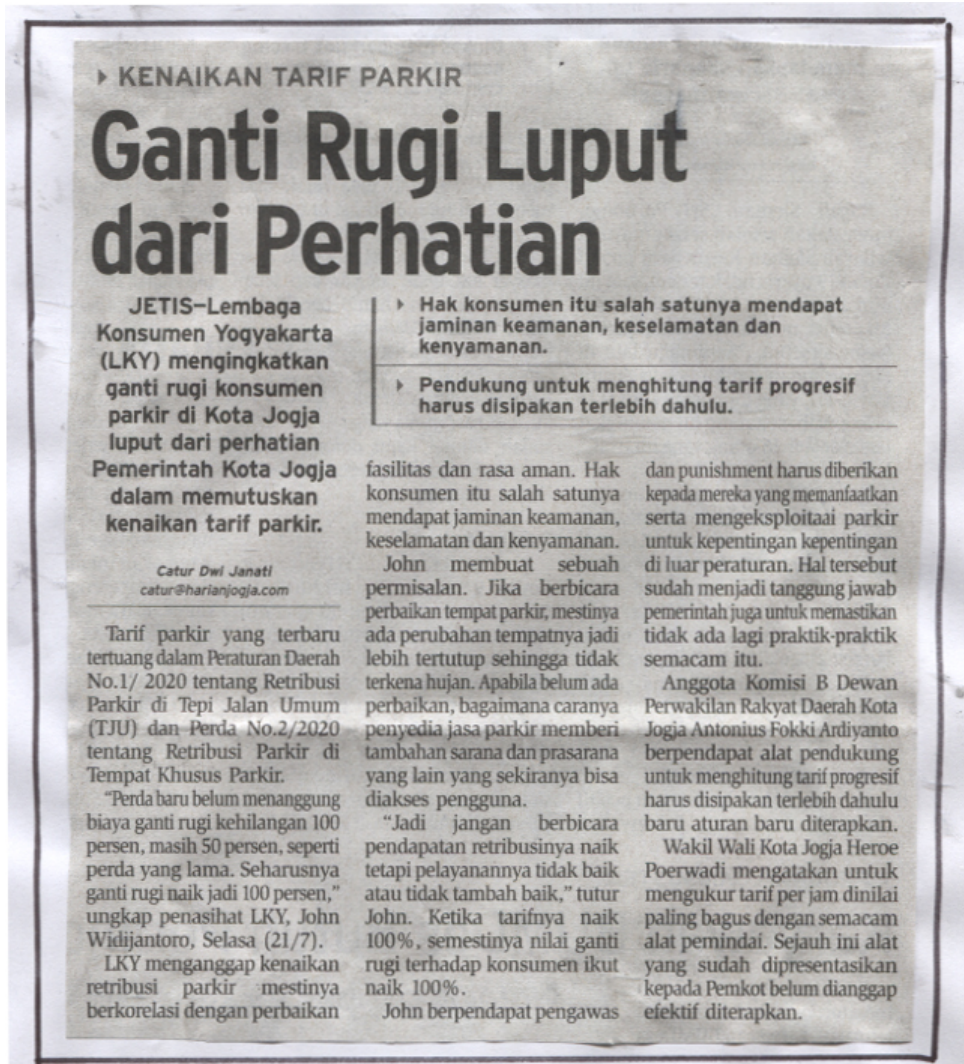 KENAIKAN TARIF PARKIR
Ganti Rugi Luput
dari Perhatian
JETIS—Lembaga
Konsumen Yogyakarta
(LKY) mengingkatkan
ganti rugi konsumen
parkir di Kota Jogja
luput dari perhatian
Pemerintah Kota Jogja
dalam memutuskan
kenaikan tarif parkir.
Catur Dwi Janati
catur@harianjogja.com
Hak konsumen itu salah satunya mendapat
jaminan keamanan, keselamatan dan
kenyamanan.
Pendukung untuk menghitung tarif progresif
harus disipakan terlebih dahulu.
Tarif parkir yang terbaru
tertuang dalam Peraturan Daerah
No.1/ 2020 tentang Retribusi
Parkir di Tepi Jalan Umum
(TJU) dan Perda No.2/2020
tentang Retribusi Parkir di
Tempat Khusus Parkir.
“Perda baru belum menanggung
biaya ganti rugi kehilangan 100
persen, masih 50 persen, seperti
perda yang lama. Seharusnya
ganti rugi naik jadi 100 persen,”
ungkap penasihat LKY, John
Widijantoro, Selasa (21/7).
LKY menganggap kenaikan
retribusi parkir mestinya
berkorelasi dengan perbaikan
fasilitas dan rasa aman. Hak
konsumen itu salah satunya
mendapat jaminan keamanan,
keselamatan dan kenyamanan.
John membuat sebuah
permisalan. Jika berbicara
perbaikan tempat parkir, mestinya
ada perubahan tempatnya jadi
lebih tertutup sehingga tidak
terkena hujan. Apabila belum ada
perbaikan, bagaimana caranya
penyedia jasa parkir memberi
tambahan sarana dan prasarana
yang lain yang sekiranya bisa
diakses pengguna.
“Jadi jangan berbicara
pendapatan retribusinya naik
tetapi pelayanannya tidak baik
atau tidak tambah baik,” tutur
John. Ketika tarifnya naik
100%, semestinya nilai ganti
rugi terhadap konsumen ikut
naik 100%.
John berpendapat pengawas
dan punishment harus diberikan
kepada mereka yang memanfaatkan
serta mengeksploitaai parkir
untuk kepentingan kepentingan
di luar peraturan. Hal tersebut
sudah menjadi tanggung jawab
pemerintah juga untuk memastikan
tidak ada lagi praktik-praktik
semacam itu.
Anggota Komisi B Dewan
Perwakilan Rakyat Daerah Kota
Jogja Antonius Fokki Ardiyanto
berpendapat alat pendukung
untuk menghitung tarif progresif
harus disipakan terlebih dahulu
baru aturan baru diterapkan.
Wakil Wali Kota Jogja Heroe
Poerwadi mengatakan untuk
mengukur tarif per jam dinilai
paling bagus dengan semacam
alat pemindai. Sejauh ini alat
yang sudah dipresentasikan
kepada Pemkot belum dianggap
efektif diterapkan.